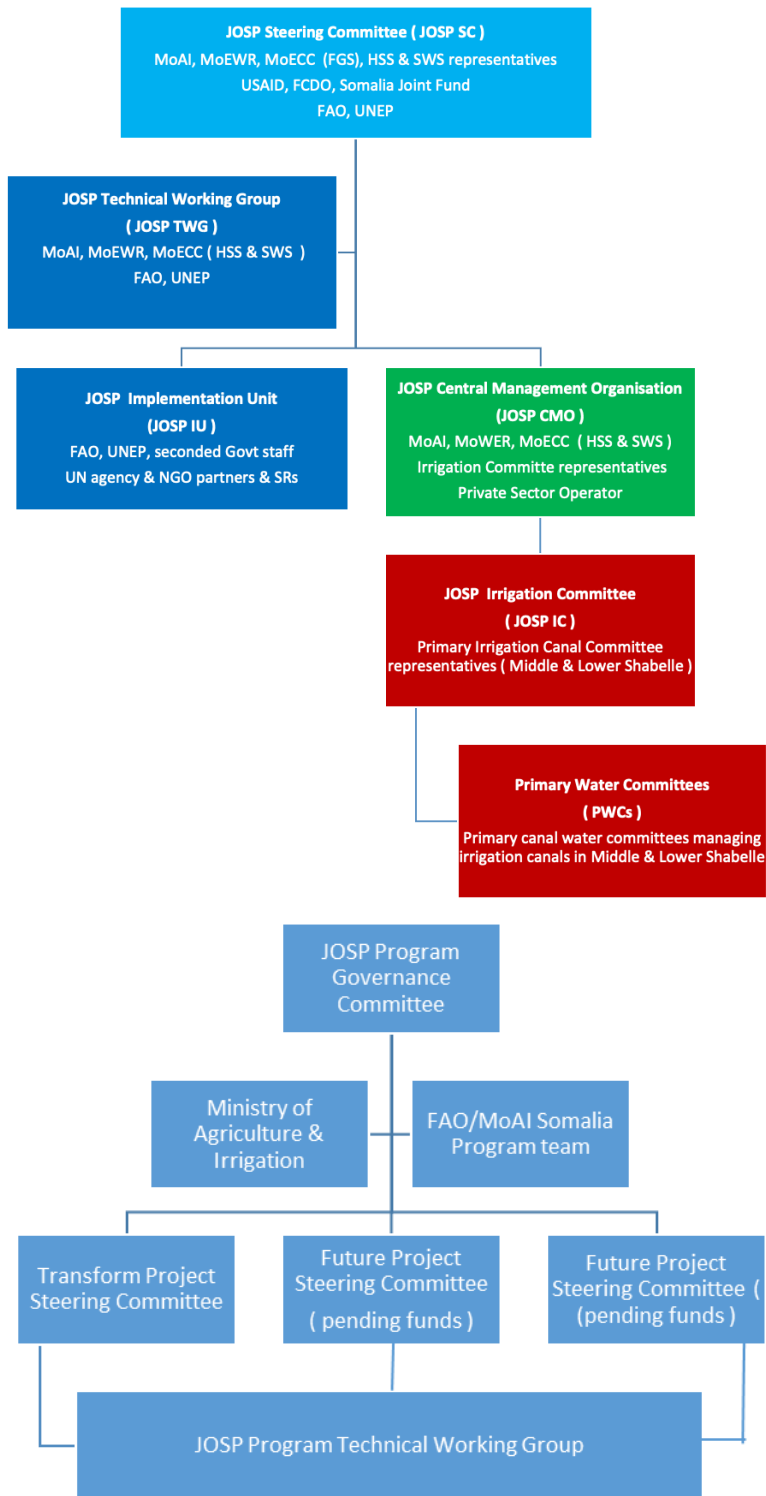 JOSP Steering Committee ( JOSP SC )
MoAI, MoEWR, MoECC (FGS), HSS & SWS representatives
USAID, FCDO, Somalia Joint Fund
FAO, UNEP
JOSP Technical Working Group
( JOSP TWG )
MoAI, MoEWR, MoECC ( HSS & SWS )
FAO, UNEP
JOSP Implementation Unit
(JOSP IU )
FAO, UNEP, seconded Govt staff
UN agency & NGO partners & SRs
JOSP Central Management Organisation
(JOSP CMO )
MoAI, MoWER, MoECC ( HSS & SWS )
Irrigation Committe representatives
Private Sector Operator
JOSP Irrigation Committee
( JOSP IC )
Primary Irrigation Canal Committee
representatives ( Middle & Lower Shabelle )
Primary Water Committees
( PWCs )
Primary canal water committees managing
irrigation canals in Middle & Lower Shabelle
JOSP Program
Governance
Committee
Ministry of
Agriculture &
Irrigation
FAO/MoAI Somalia
Program team
Transform Project
Steering Committee
Future Project
Steering Committee
( pending funds )
Future Project
Steering Committee (
(pending funds )
JOSP Program Technical Working Group